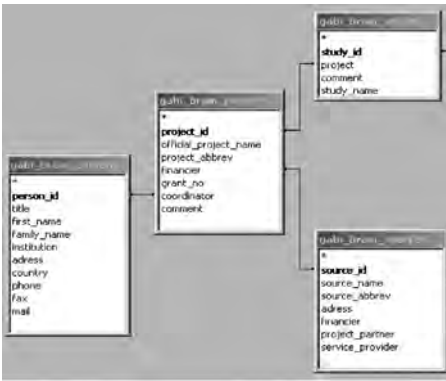 *
person_id
title
first_name
family_name
institution
adress
country
phone
fax
mail
*
project_id
official_project_name
project_abbrev
financier
grant_no
coordinator
comment
*
study_id
project
comment
study_name
*
source_id
source_name
source_abbrev
adress
financier
project_partner
service_provider